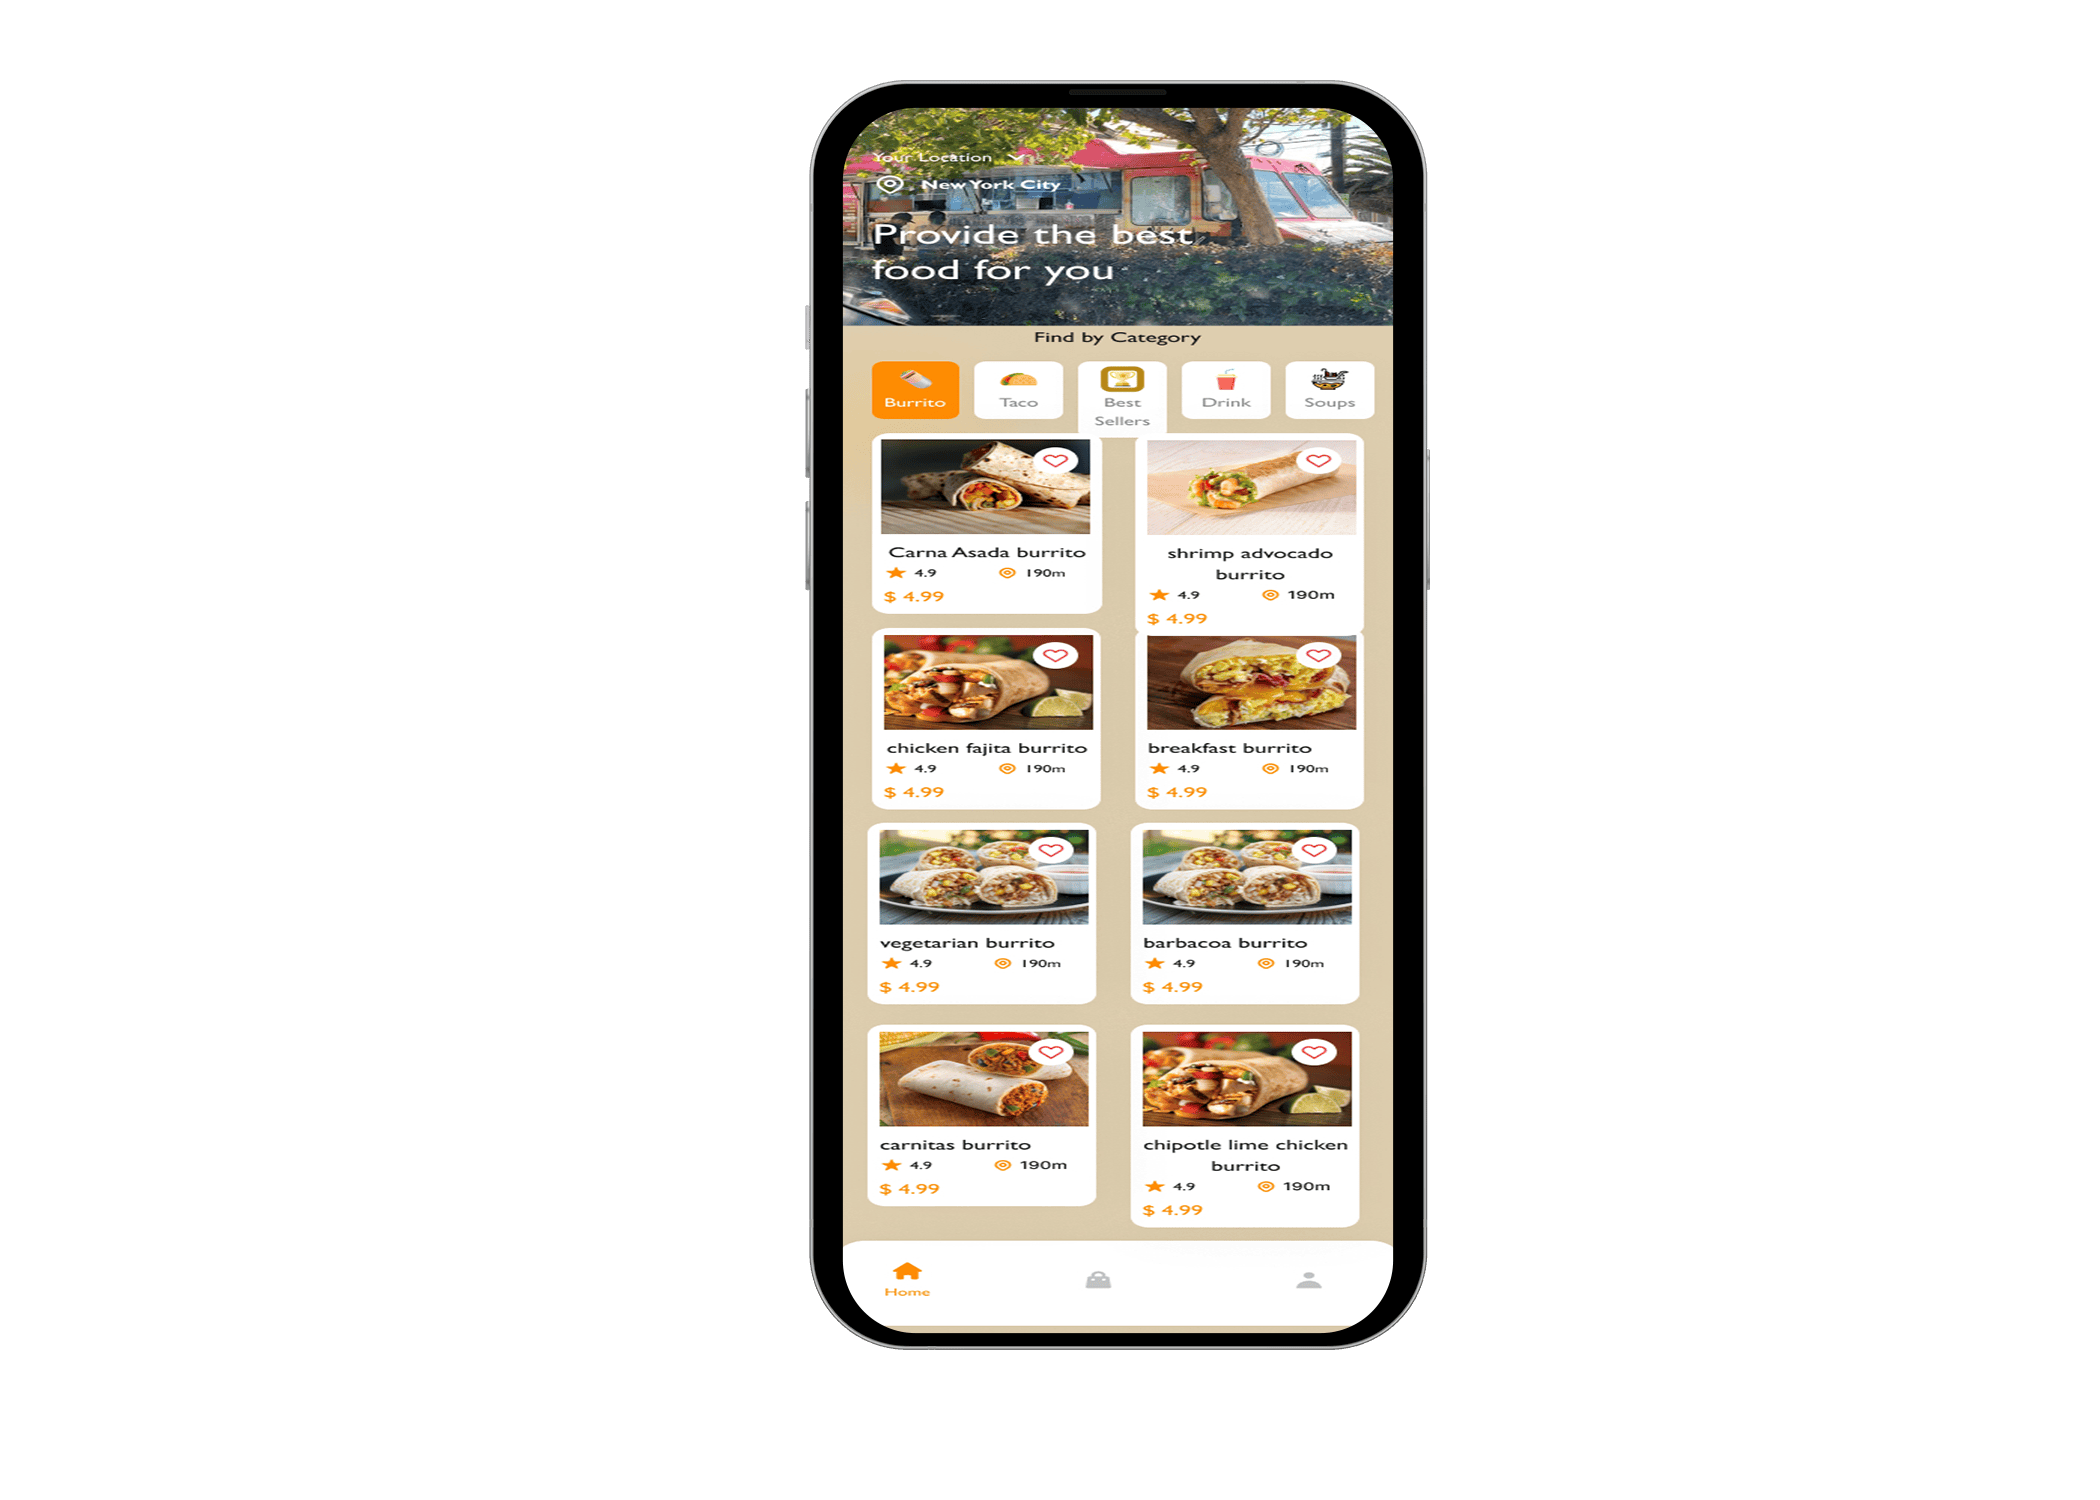 Your Location
New York City
Provide the best
food for you
Find by Category
Burrito
Taco
Best
Sellers
Drink
Soups
Carna Asada burrito
4.9 190m
$ 4.99
shrimp advocado
burrito
4.9 190m
$ 4.99
chicken fajita burrito
4.9 190m
$ 4.99
breakfast burrito
4.9 190m
$ 4.99
vegetarian burrito
4.9 190m
$ 4.99
barbacoa burrito
4.9 190m
$ 4.99
carnitas burrito
4.9 190m
$ 4.99
chipotle lime chicken
burrito
4.9 190m
$ 4.99
Home